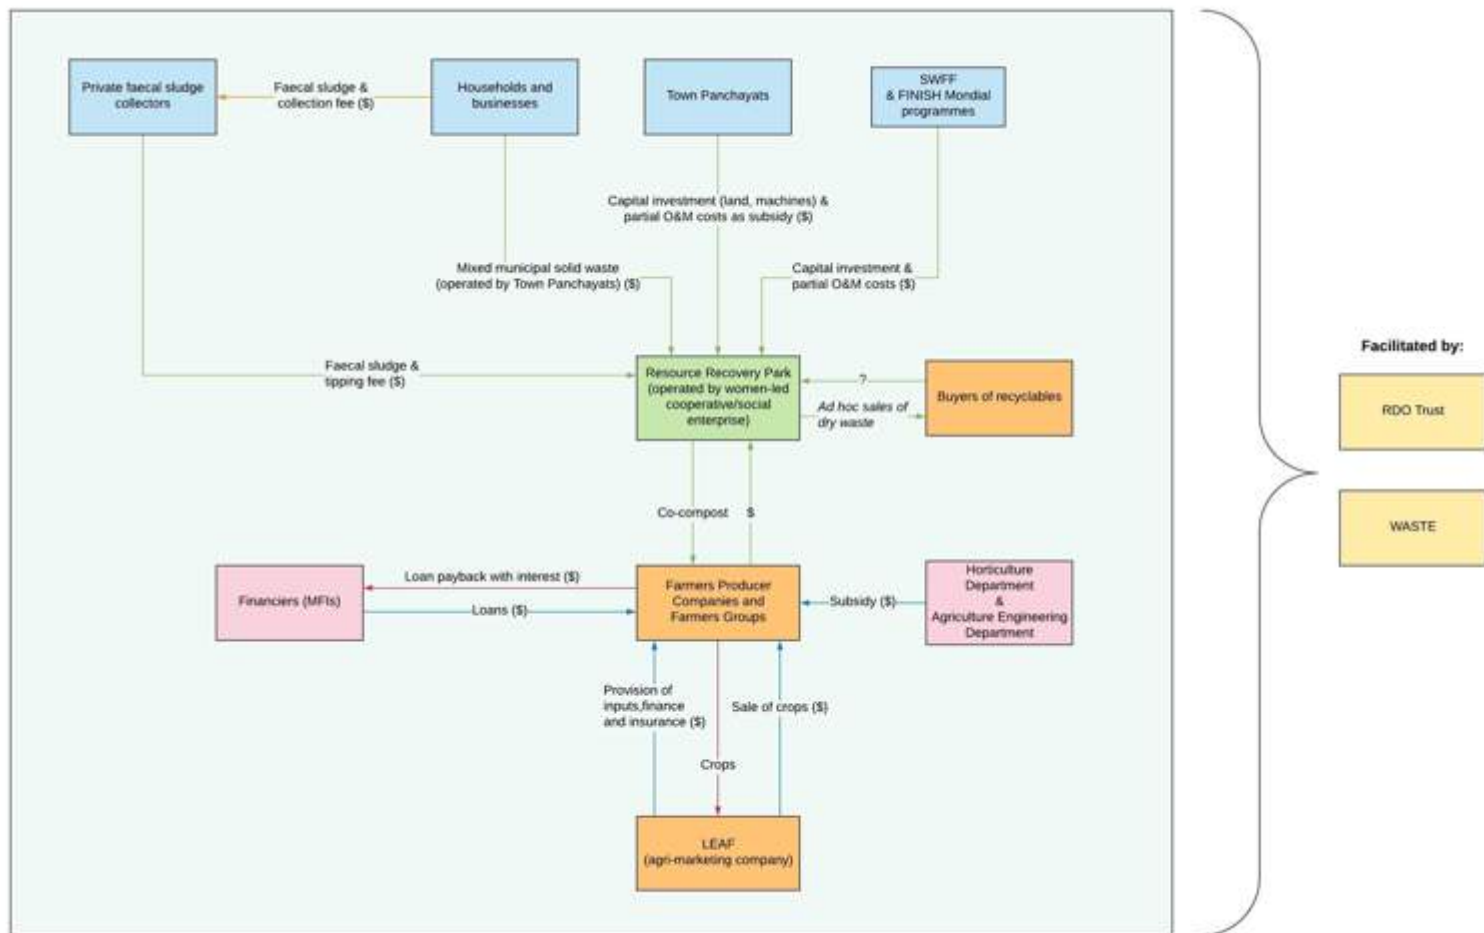 Private faecal sludge
collectors
Faecal sludge &
collection fee ($)
Households and
businesses
Town Panchayats
SWFF
& FINISH Mondial
programmes
Capital investment (land, machines) &
partial O&M costs as subsidy ($)
Mixed municipal solid waste
(operated by Town Panchayats) ($)
Capital investment &
partial O&M costs ($)
Faecal sludge &
tipping fee ($)
Resource Recovery Park
(operated by women-led
cooperative/social
enterprise)
?
Ad hoc sales of
dry waste
Buyers of recyclables
Facilitated by:
RDO Trust
WASTE
Co-compost
$
Financiers (MFIs)
Loan payback with interest ($)
Loans ($)
Farmers Producer
Companies and
Farmers Groups
Subsidy ($)
Horticulture
Department
&
Agriculture Engineering
Department
Provision of
inputs,finance
and insurance ($)
Sale of crops ($)
Crops
LEAF
(agri-marketing company)